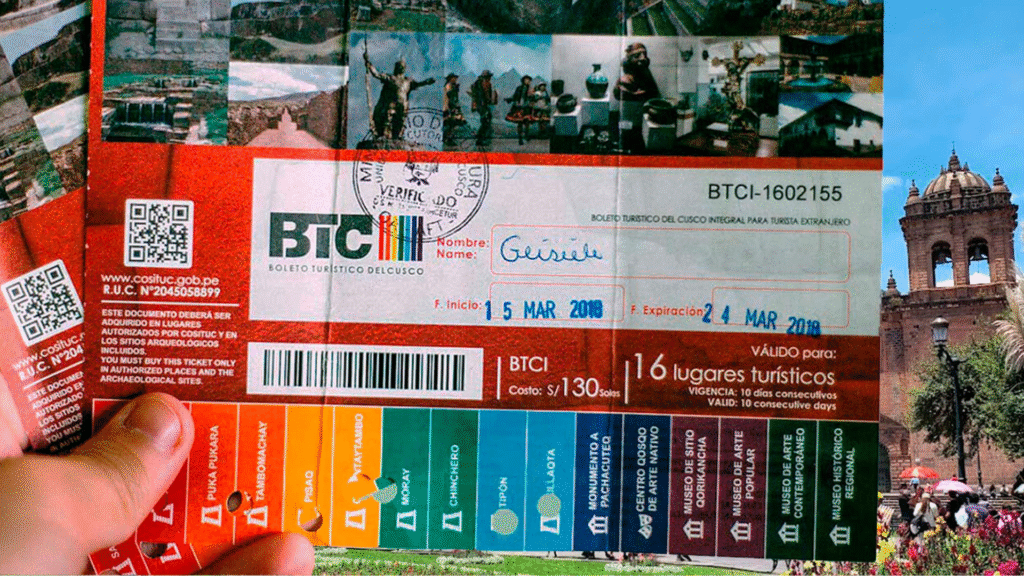 BTCI-1602155
BOLETO TURISTICO DEL CUSCO INTEGRAL PARA TURISTA EXTRANJERO
VERIFICADO
CUSCO
BTC
BOLETO TURÍSTICO DEL CUSCO
Nombre:
Name:
Geisiele
F. Inicio: 15 MAR 2018
F. Expiración: 24 MAR 2018
www.cosituc.gob.pe
R.U.C. N°2045058899
ESTE DOCUMENTO DEBERÁ SER
ADQUIRIDO EN LUGARES
AUTORIZADOS POR COSITUC Y EN
LOS SITIOS ARQUEOLÓGICOS
INCLUIDOS.
YOU MUST BUY THIS TICKET ONLY
IN AUTHORIZED PLACES AND THE
ARCHAEOLOGICAL SITES.
BTCI
Costo: S/130 Soles
VÁLIDO para:
16 lugares turísticos
VIGENCIA: 10 días consecutivos
VALID: 10 consecutive days
PUKA PUKARA
TAMBOMACHAY
PISAQ
MORAY
CHINCHERO
TIPÓN
MONUMENTO A
PACHACUTEQ
CENTRO QOSQO
DE ARTE NATIVO
MUSEO DE SITIO
QORIKANCHA
MUSEO DE ARTE
POPULAR
MUSEO DE ARTE
CONTEMPORÁNEO
MUSEO HISTÓRICO
REGIONAL